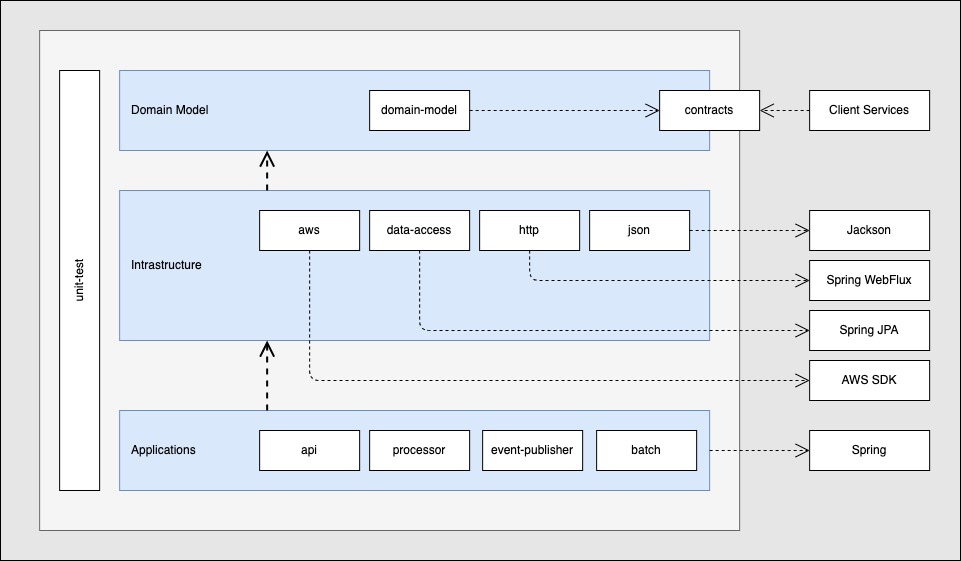 Domain Model
domain-model
contracts
Client Services
unit-test
Intrastructure
aws
data-access
http
json
Jackson
Spring WebFlux
Spring JPA
AWS SDK
Applications
api
processor
event-publisher
batch
Spring